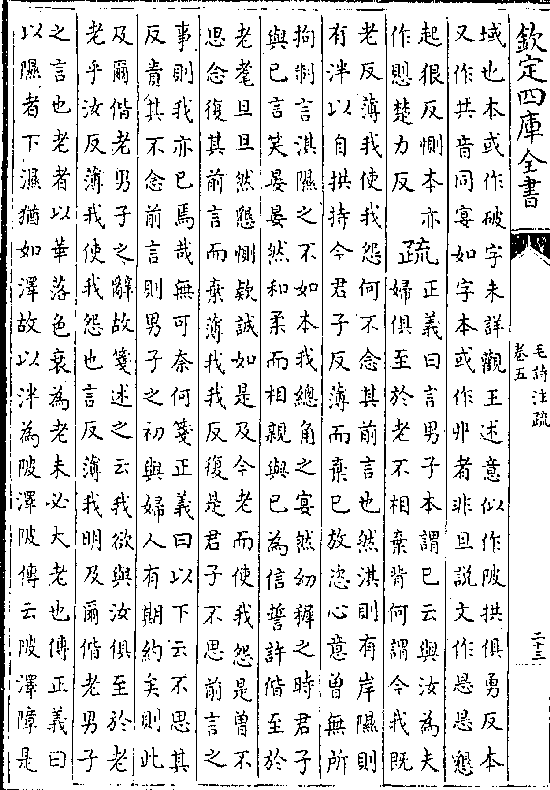 欽定四庫全書
毛詩注疏
卷五
二十三
域也本或作破字未詳觀王述意似作陂拱俱勇反本
又作共音同宴如字本或作丱者非旦說文作悬悬懇
起很反惻本亦
作㥽楚力反
疏正義曰言男子本謂己云與汝為夫
婦俱至於老不相棄背何謂今我既
老反薄我使我怨何不念其前言也然淇則有岸隰則
有泮以自拱持今君子反薄而棄已放恣心意曽無所
拘制言淇隰之不如本我總角之宴然幼穉之時君子
與已言笑晏晏然和柔而相親與已為信誓許偕至於
老耄旦旦然懇惻款誠如是及今老而使我怨是曽不
思念復其前言而棄薄我我反復是君子不思前言之
事則我亦已焉哉無可奈何箋正義曰以下云不思其
反責其不念前言則男子之初與婦人有期約矣則此
及爾偕老男子之辭故箋述之云我欲與汝俱至於老
老乎汝反薄我使我怨也言反薄我明及爾偕老男子
之言也老者以華落色衰為老未必大老也傳正義曰
以隰者下濕猶如澤故以泮為陂澤陂傳云陂澤障是